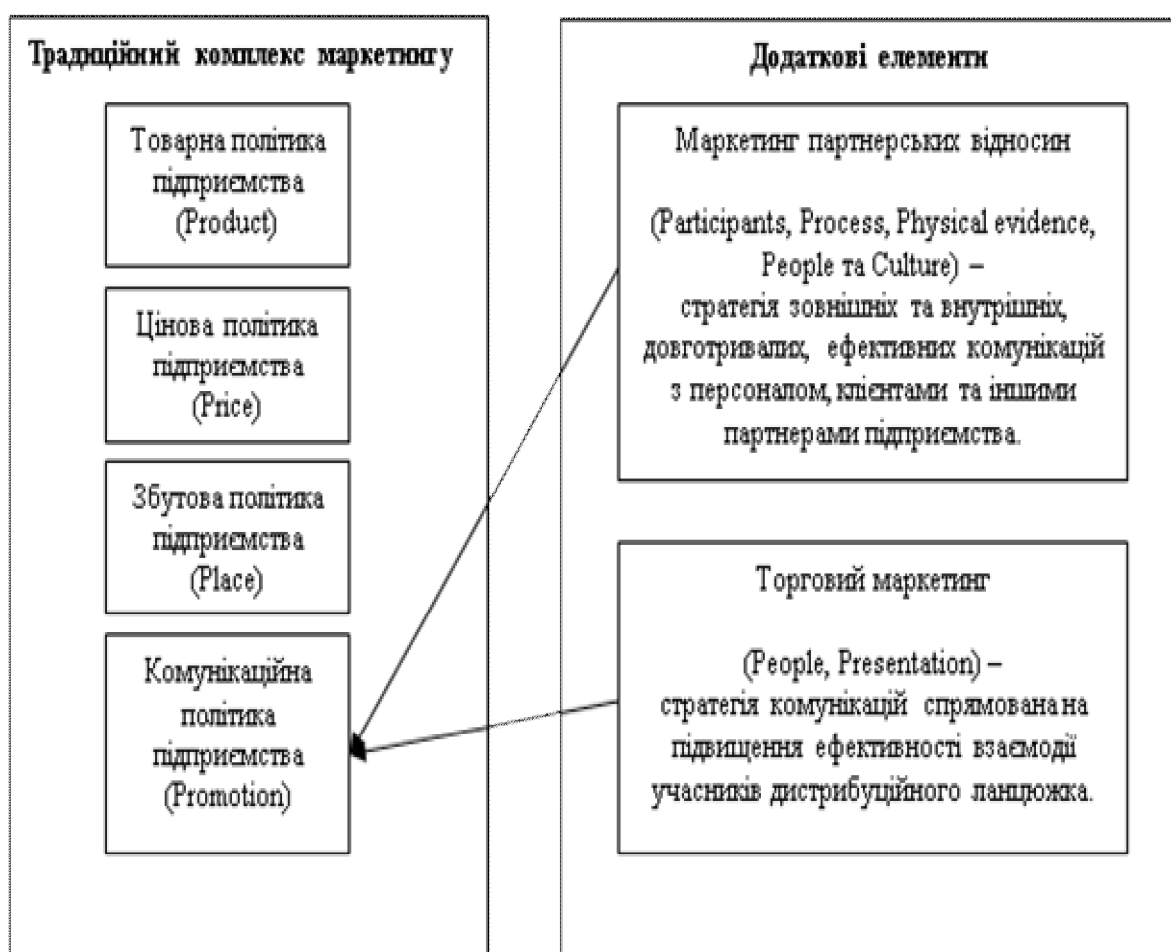 Традиційний комплекс маркетингу
Товарна політика
підприємства
(Product)
Цінова політика
підприємства
(Price)
Збутова політика
підприємства
(Place)
Комунікаційна
політика
підприємства
(Promotion)
Додаткові елементи
Маркетинг партнерських відносин
(Participants, Process, Physical evidence,
People та Culture) –
стратегія зовнішніх та внутрішніх,
довготривалих, ефективних комунікацій
з персоналом, клієнтами та іншими
партнерами підприємства.
Торговий маркетинг
(People, Presentation) –
стратегія комунікацій спрямована на
підвищення ефективності взаємодії
учасників дистрибуційного ланцюжка.